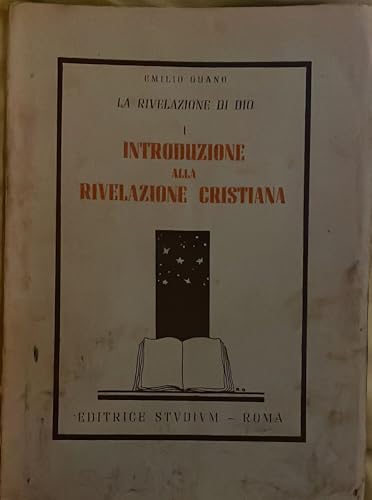 EMILIO GUANO
LA RIVELAZIONE DI DIO
I
INTRODUZIONE
ALLA
RIVELAZIONE CRISTIANA
EDITRICE STVDIVM - ROMA